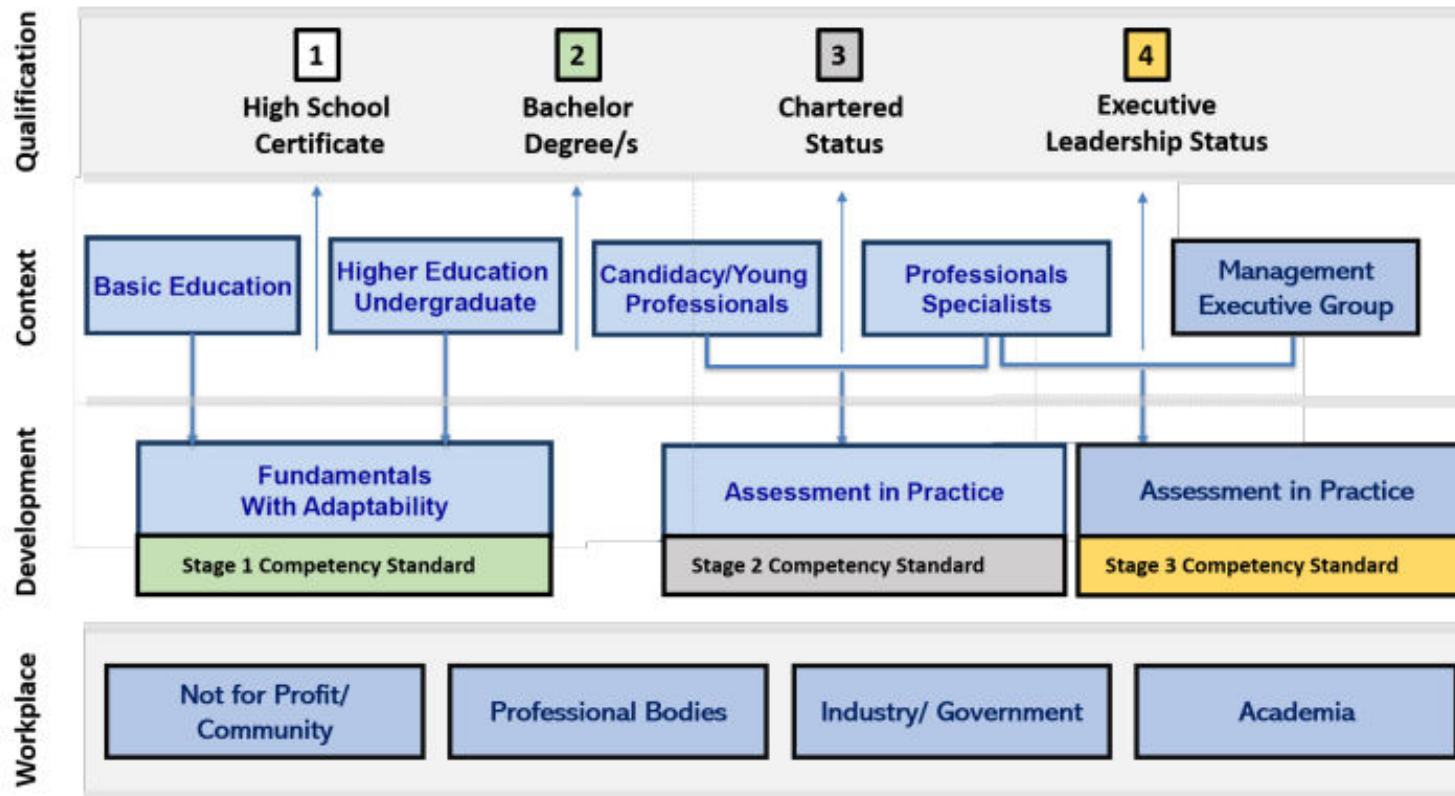 Qualification
1
High School
Certificate
2
Bachelor
Degree/s
3
Chartered
Status
4
Executive
Leadership Status
Context
Basic Education
Higher Education
Undergraduate
Candidacy/Young
Professionals
Professionals
Specialists
Management
Executive Group
Development
Fundamentals
With Adaptability
Stage 1 Competency Standard
Assessment in Practice
Stage 2 Competency Standard
Assessment in Practice
Stage 3 Competency Standard
Workplace
Not for Profit/
Community
Professional Bodies
Industry/ Government
Academia